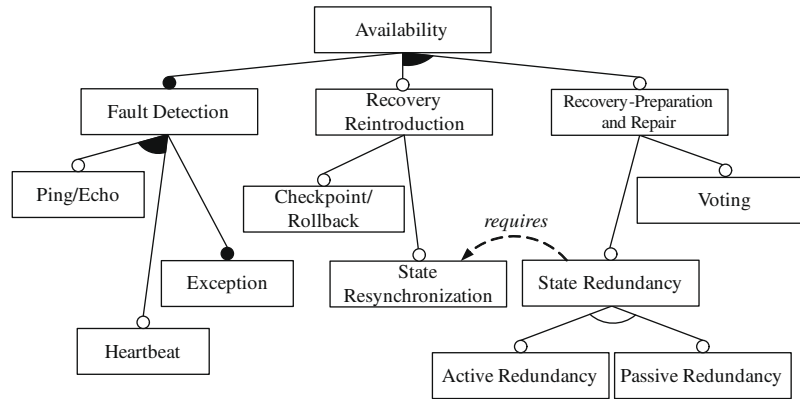 Availability
Fault Detection
Recovery
Reintroduction
Recovery-Preparation
and Repair
Ping/Echo
Checkpoint/
Rollback
Voting
requires
Exception
State
Resynchronization
State Redundancy
Heartbeat
Active Redundancy
Passive Redundancy